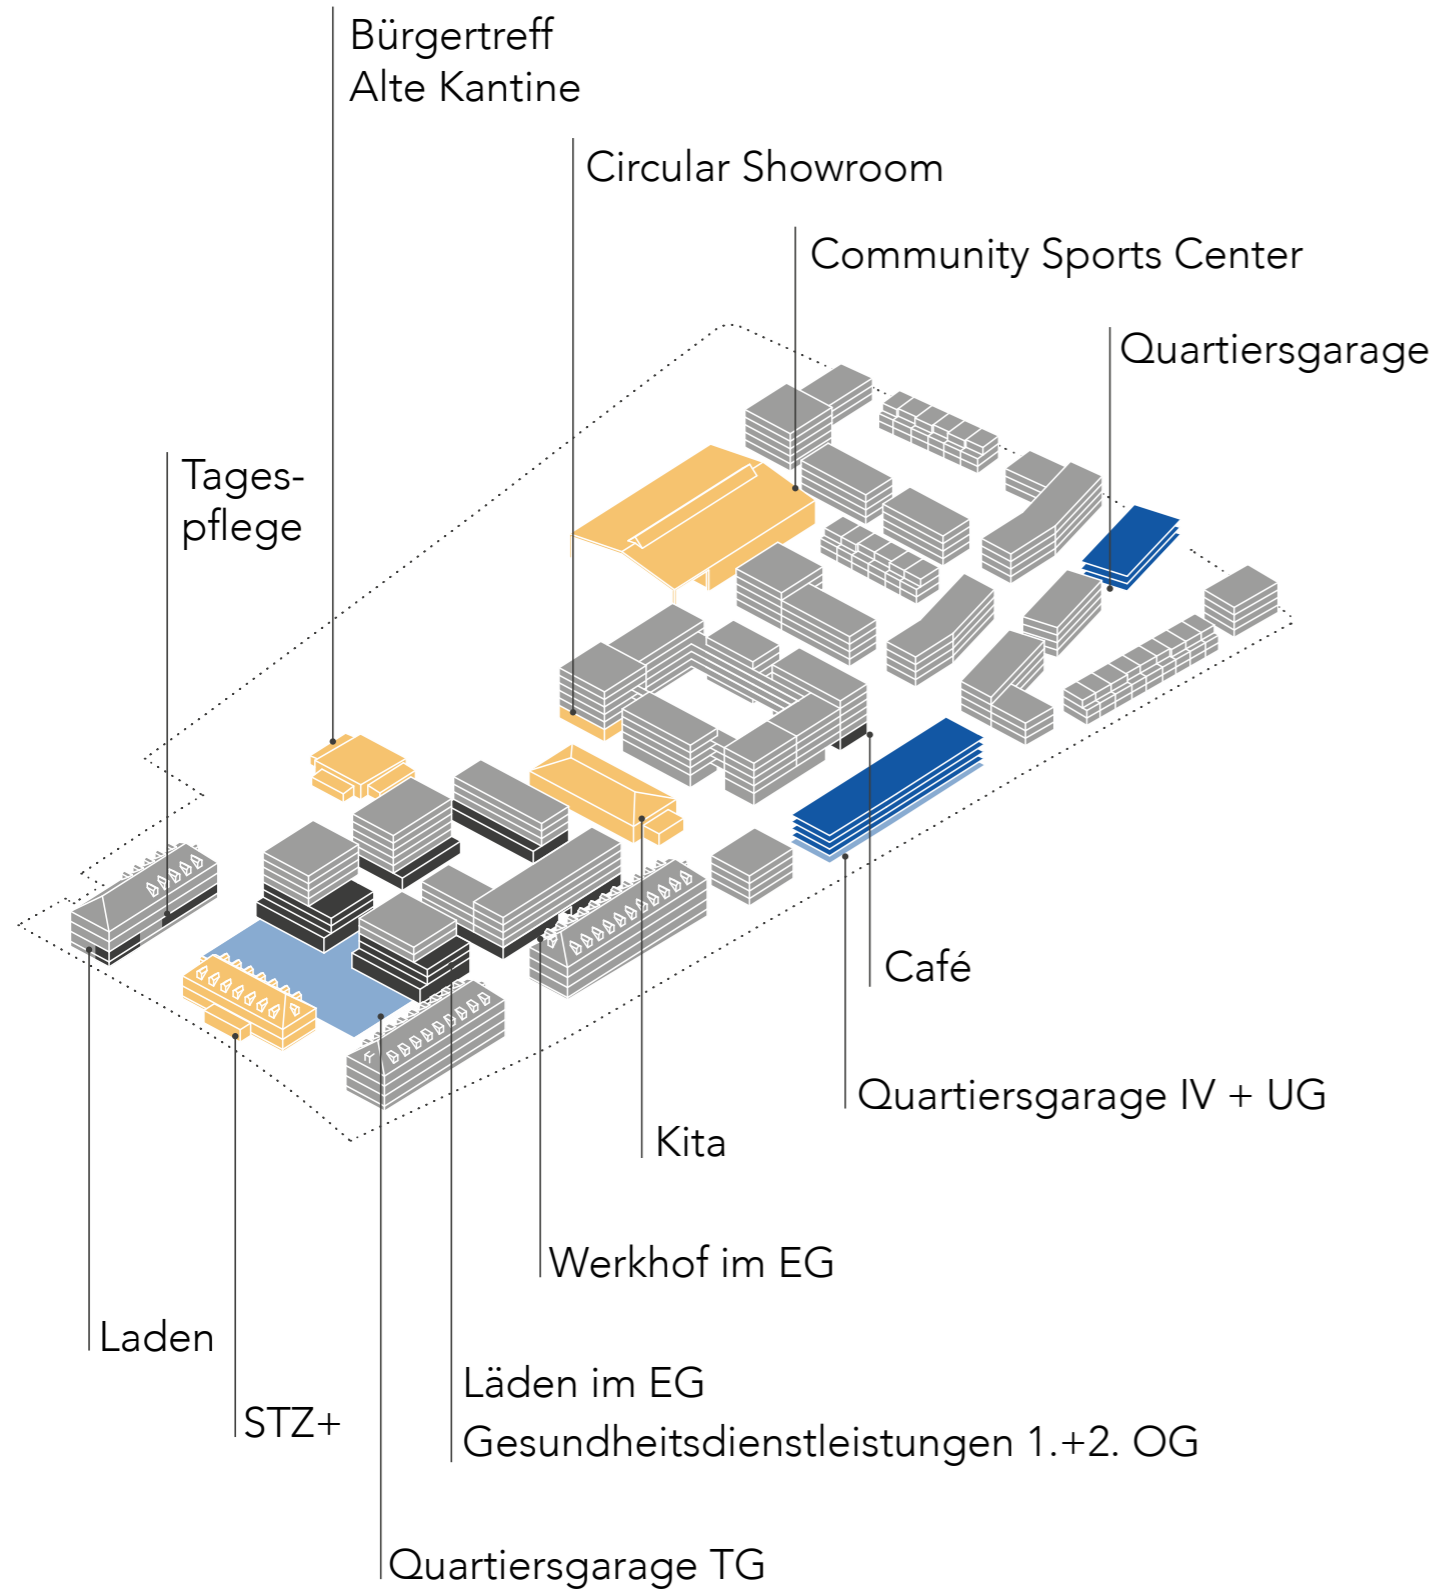 Bürgertreff
Alte Kantine
Circular Showroom
Community Sports Center
Quartiersgarage
Tages-
pflege
Café
Quartiersgarage IV + UG
Kita
Werkhof im EG
Laden
Läden im EG
STZ+
Gesundheitsdienstleistungen 1.+2. OG
Quartiersgarage TG